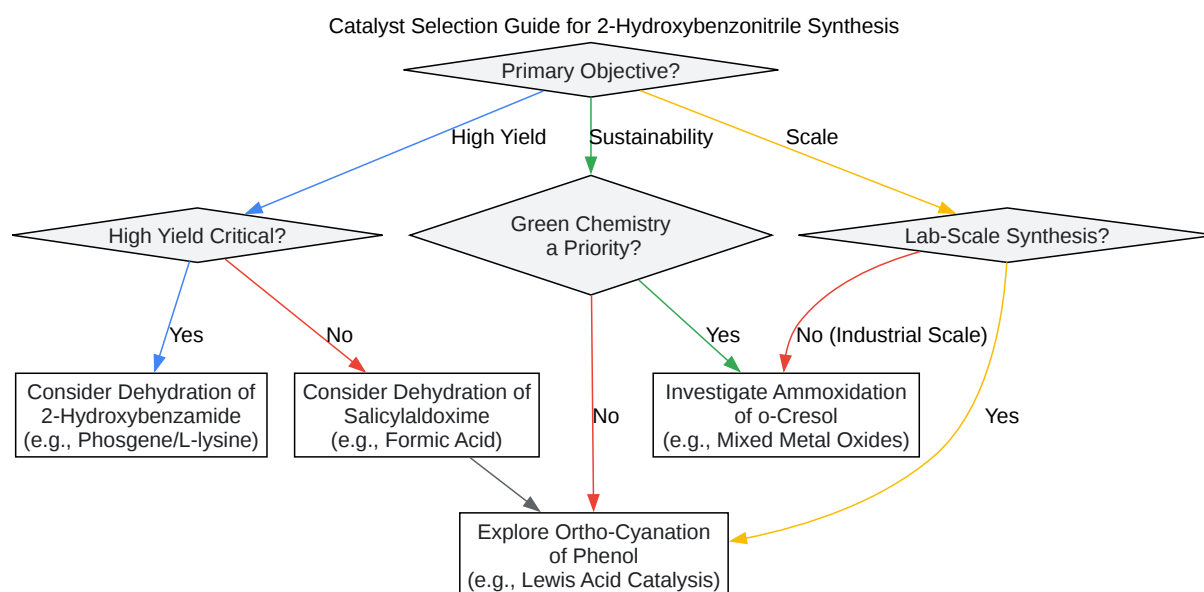 Catalyst Selection Guide for 2-Hydroxybenzonitrile Synthesis
Primary Objective?
High Yield
Sustainability
Scale
High Yield Critical?
Green Chemistry
a Priority?
Lab-Scale Synthesis?
Yes
No
Yes
No (Industrial Scale)
Consider Dehydration of
2-Hydroxybenzamide
(e.g., Phosgene/L-lysine)
Consider Dehydration of
Salicylaldoxime
(e.g., Formic Acid)
No
Investigate Ammoxidation
of o-Cresol
(e.g., Mixed Metal Oxides)
Yes
Explore Ortho-Cyanation
of Phenol
(e.g., Lewis Acid Catalysis)